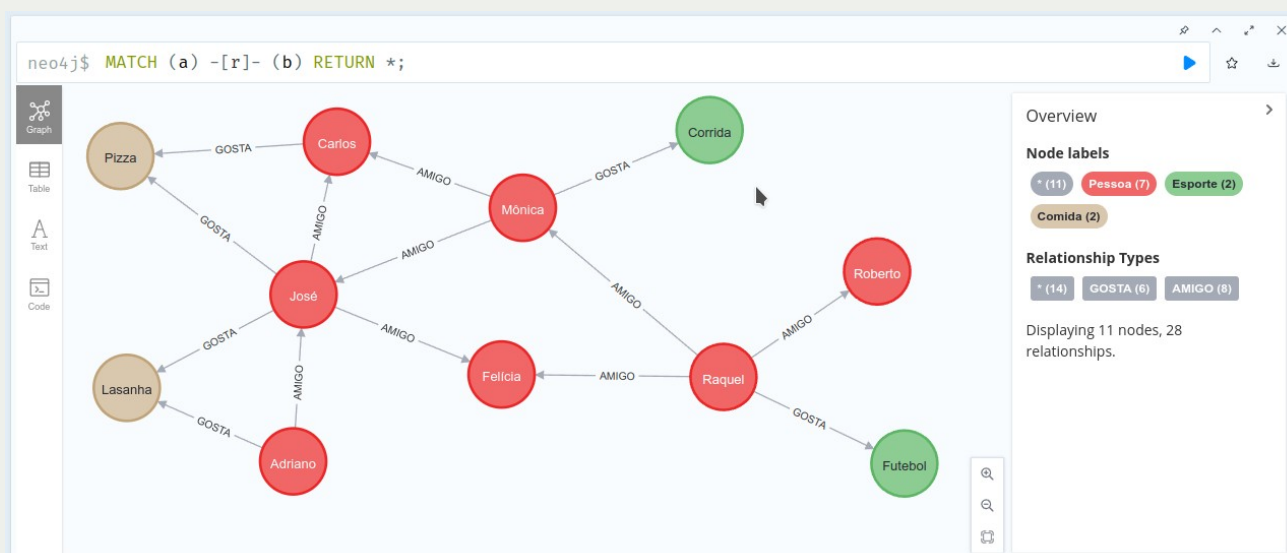 neo4j$ MATCH (a) -[r]- (b) RETURN *;
Graph
Table
Text
Code
Pizza
GOSTA
Carlos
AMIGO
Mônica
GOSTA
Corrida
GOSTA
AMIGO
AMIGO
José
AMIGO
Roberto
AMIGO
GOSTA
AMIGO
Lasanha
GOSTA
AMIGO
Felícia
AMIGO
Raquel
GOSTA
Adriano
Futebol
Overview
Node labels
* (11) Pessoa (7) Esporte (2)
Comida (2)
Relationship Types
* (14) GOSTA (6) AMIGO (8)
Displaying 11 nodes, 28
relationships.